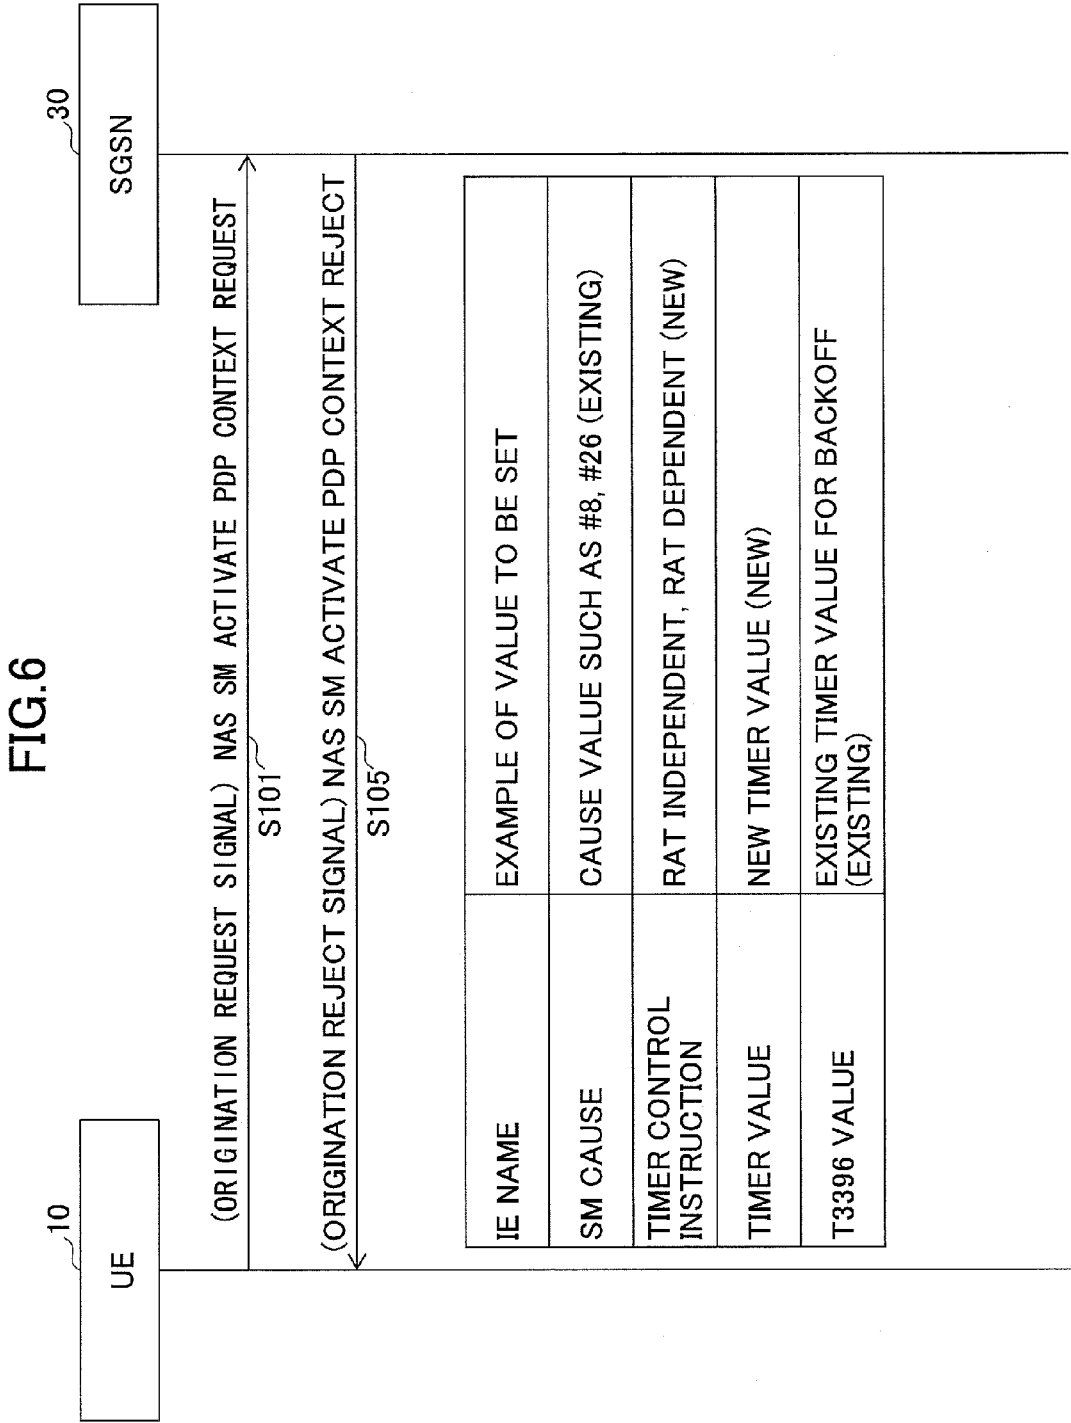 FIG.6
10
UE
30
SGSN
(ORIGINATION REQUEST SIGNAL) NAS SM ACTIVATE PDP CONTEXT REQUEST
S101
(ORIGINATION REJECT SIGNAL) NAS SM ACTIVATE PDP CONTEXT REJECT
S105
IE NAME
EXAMPLE OF VALUE TO BE SET
SM CAUSE
CAUSE VALUE SUCH AS #8, #26 (EXISTING)
TIMER CONTROL
INSTRUCTION
RAT INDEPENDENT, RAT DEPENDENT (NEW)
TIMER VALUE
NEW TIMER VALUE (NEW)
T3396 VALUE
EXISTING TIMER VALUE FOR BACKOFF
(EXISTING)